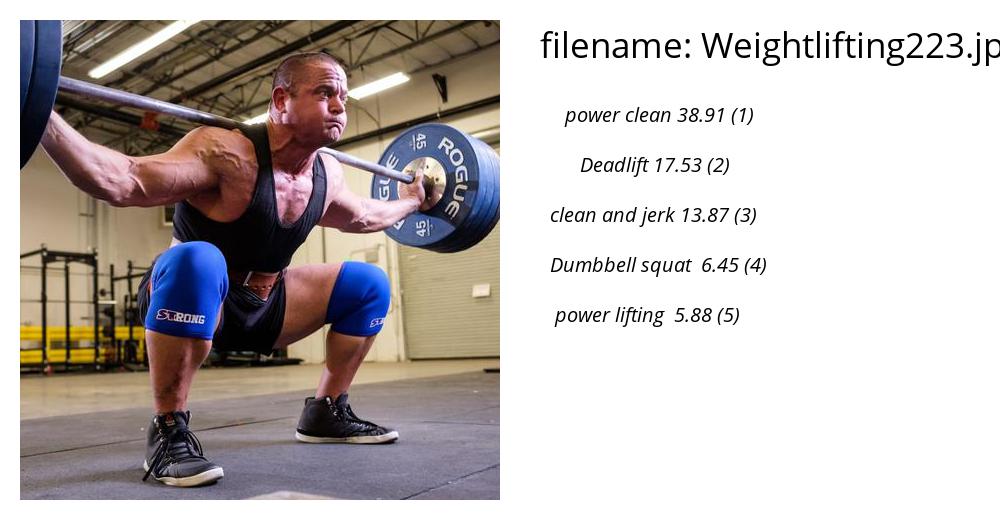 filename: Weightlifting223.jp
power clean 38.91 (1)
Deadlift 17.53 (2)
clean and jerk 13.87 (3)
Dumbbell squat  6.45 (4)
power lifting  5.88 (5)
45
ROGUE
45
STRONG